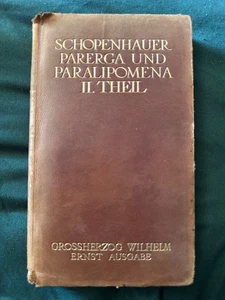 SCHOPENHAUER
PARERGA UND
PARALIPOMENA
II. THEIL
GROSSHERZOG WILHELM
ERNST AUSGABE